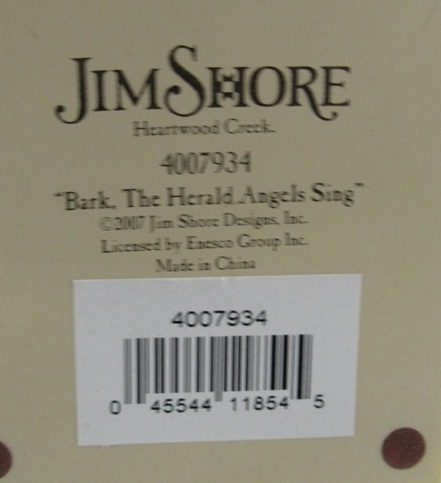 JIM SHORE
Heartwood Creek.
4007934
"Bark, The Herald Angels Sing"
©2007 Jim Shore Designs, Inc.
Licensed by Enesco Group Inc.
Made in China
4007934
0 45544 11854 5